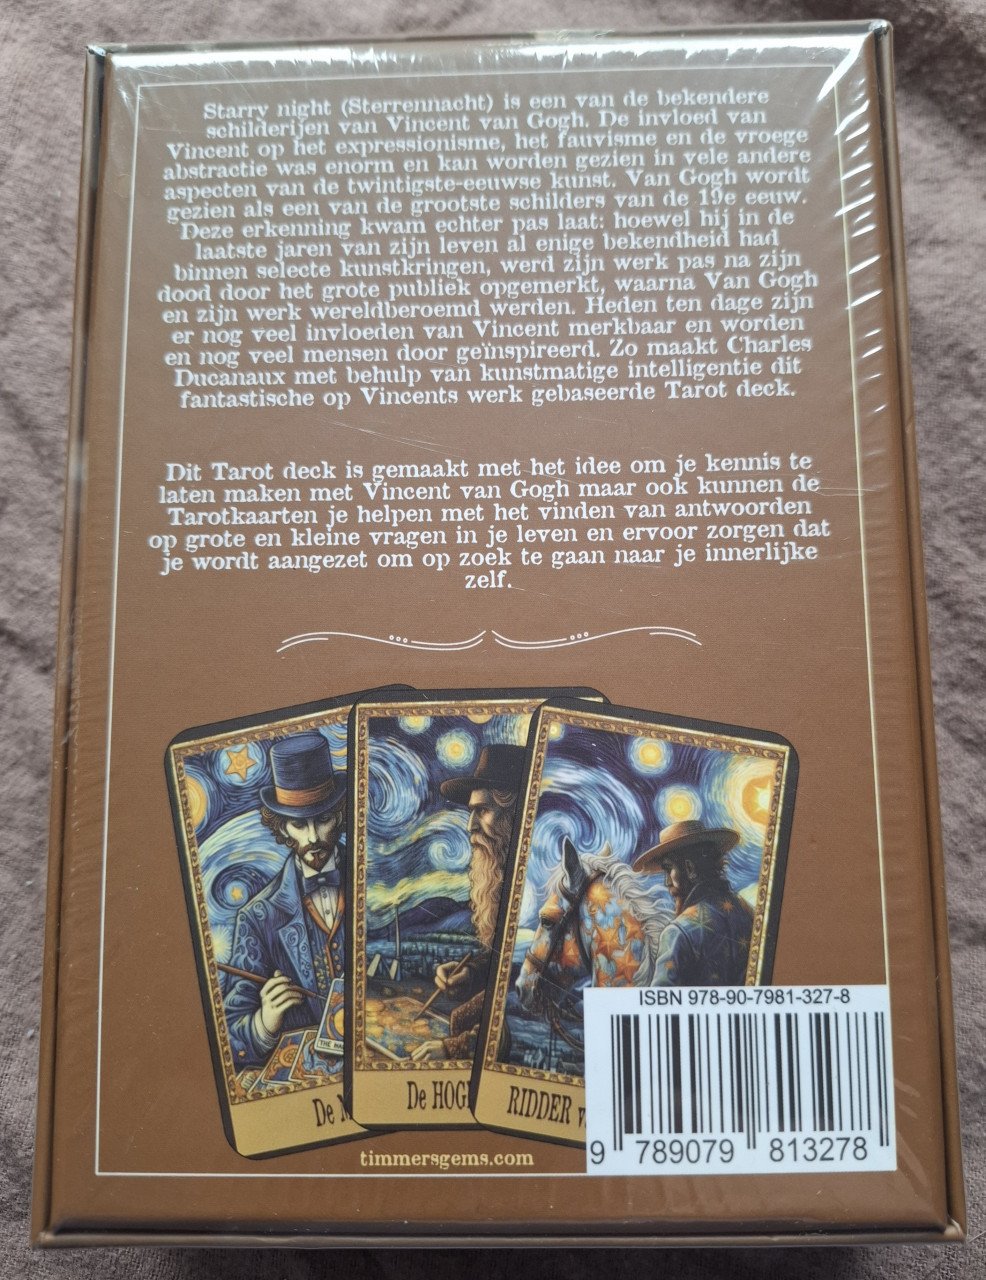 Starry night (Sterrennacht) is een van de bekendere
schilderijen van Vincent van Gogh. De invloed van
Vincent op het expressionisme, het fauvisme en de vroege
abstractie was enorm en kan worden gezien in vele andere
aspecten van de twintigste-eeuwse kunst. Van Gogh wordt
gezien als een van de grootste schilders van de 19e eeuw.
Deze erkenning kwam echter pas laat: hoewel hij in de
laatste jaren van zijn leven al enige bekendheid had
binnen selecte kunstkringen, werd zijn werk pas na zijn
dood door het grote publiek opgemerkt, waarna Van Gogh
en zijn werk wereldberoemd werden. Heden ten dage zijn
er nog veel invloeden van Vincent merkbaar en worden
en nog veel mensen door geïnspireerd. Zo maakt Charles
Ducanaux met behulp van kunstmatige intelligentie dit
fantastische op Vincents werk gebaseerde Tarot deck.
Dit Tarot deck is gemaakt met het idee om je kennis te
laten maken met Vincent van Gogh maar ook kunnen de
Tarotkaarten je helpen met het vinden van antwoorden
op grote en kleine vragen in je leven en ervoor zorgen dat
je wordt aangezet om op zoek te gaan naar je innerlijke
zelf.
THE
De
De HOG
RIDDER
timmersgems.com
ISBN 978-90-7981-327-8
9 789079 813278